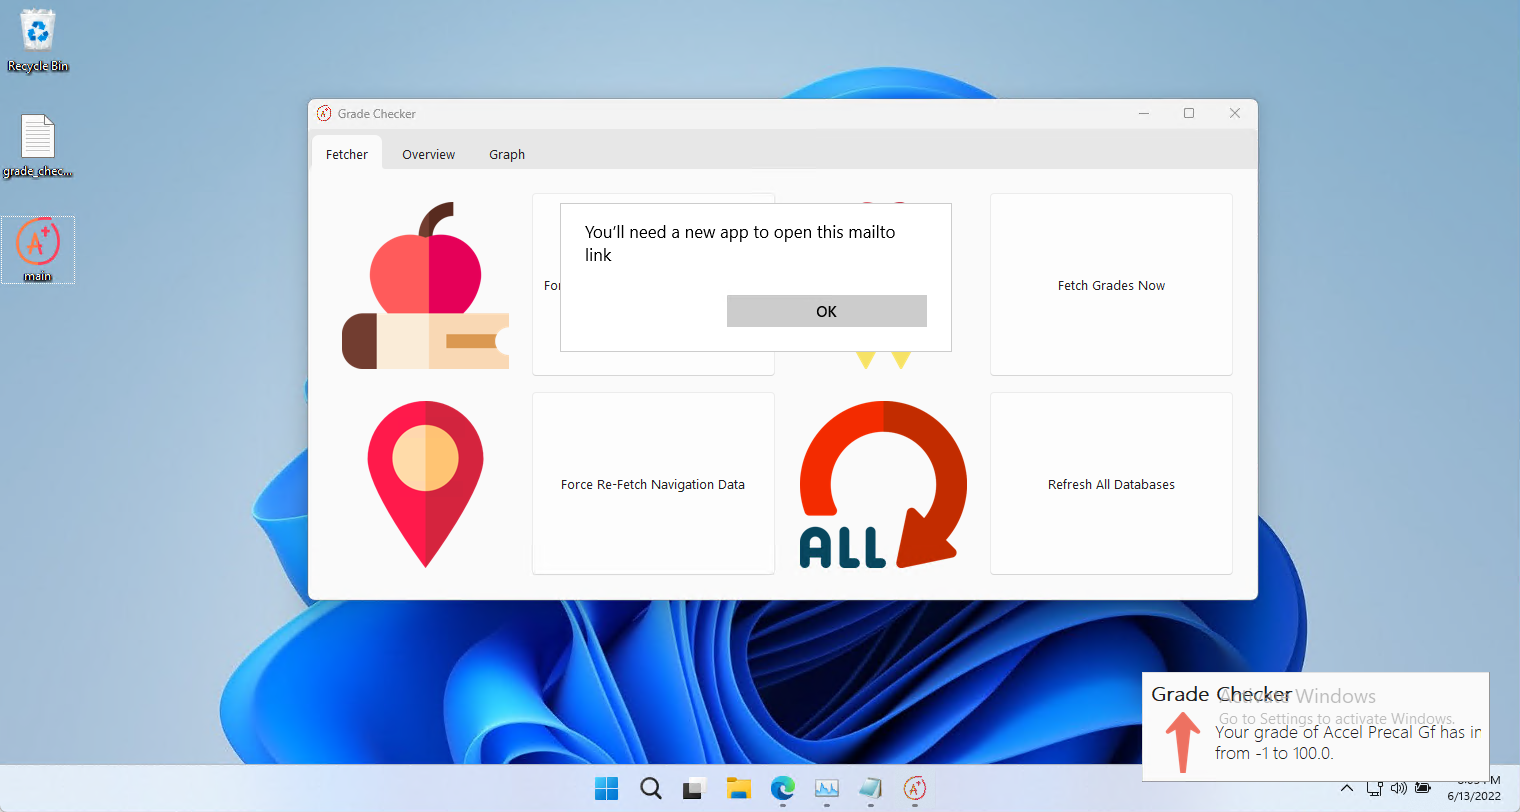 Recycle Bin
grade_chec...
main
Grade Checker
Fetcher
Overview
Graph
You'll need a new app to open this mailto
link
OK
Fetch Grades Now
Force Re-Fetch Navigation Data
ALL
Refresh All Databases
Grade Checker
Activate Windows
Go to Settings to activate Windows.
Your grade of Accel Precal Gf has in
from -1 to 100.0.
6/13/2022